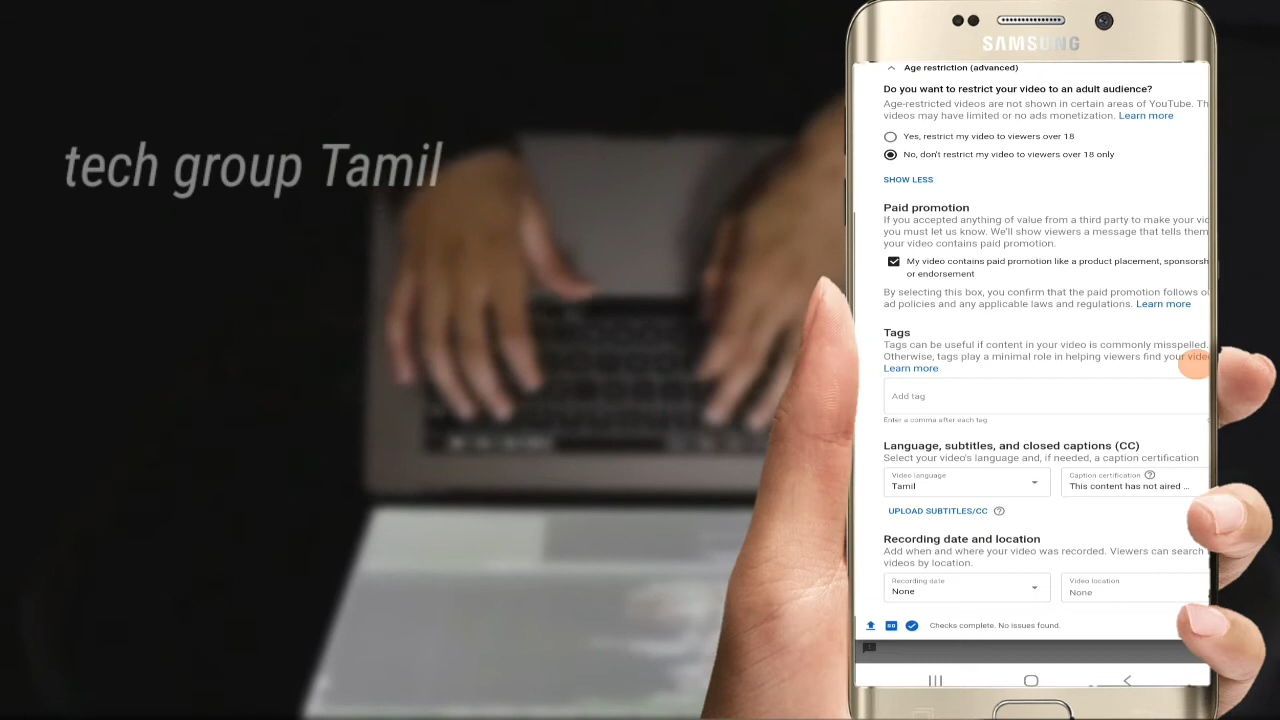 tech group Tamil
SAMSUNG
Age restriction (advanced)
Do you want to restrict your video to an adult audience?
Age-restricted videos are not shown in certain areas of YouTube. Th
videos may have limited or no ads monetization. Learn more
Yes, restrict my video to viewers over 18
No, don't restrict my video to viewers over 18 only
SHOW LESS
Paid promotion
If you accepted anything of value from a third party to make your vid
you must let us know. We'll show viewers a message that tells them
your video contains paid promotion.
My video contains paid promotion like a product placement, sponsorsh
or endorsement
By selecting this box, you confirm that the paid promotion follows o
ad policies and any applicable laws and regulations. Learn more
Tags
Tags can be useful if content in your video is commonly misspelled.
Otherwise, tags play a minimal role in helping viewers find your vide
Learn more
Add tag
Enter a comma after each tag
Language, subtitles, and closed captions (CC)
Select your video's language and, if needed, a caption certification
Video language
Tamil
Caption certification
This content has not aired ...
UPLOAD SUBTITLES/CC
Recording date and location
Add when and where your video was recorded. Viewers can search
videos by location.
Recording date
None
Video location
None
Checks complete. No issues found.